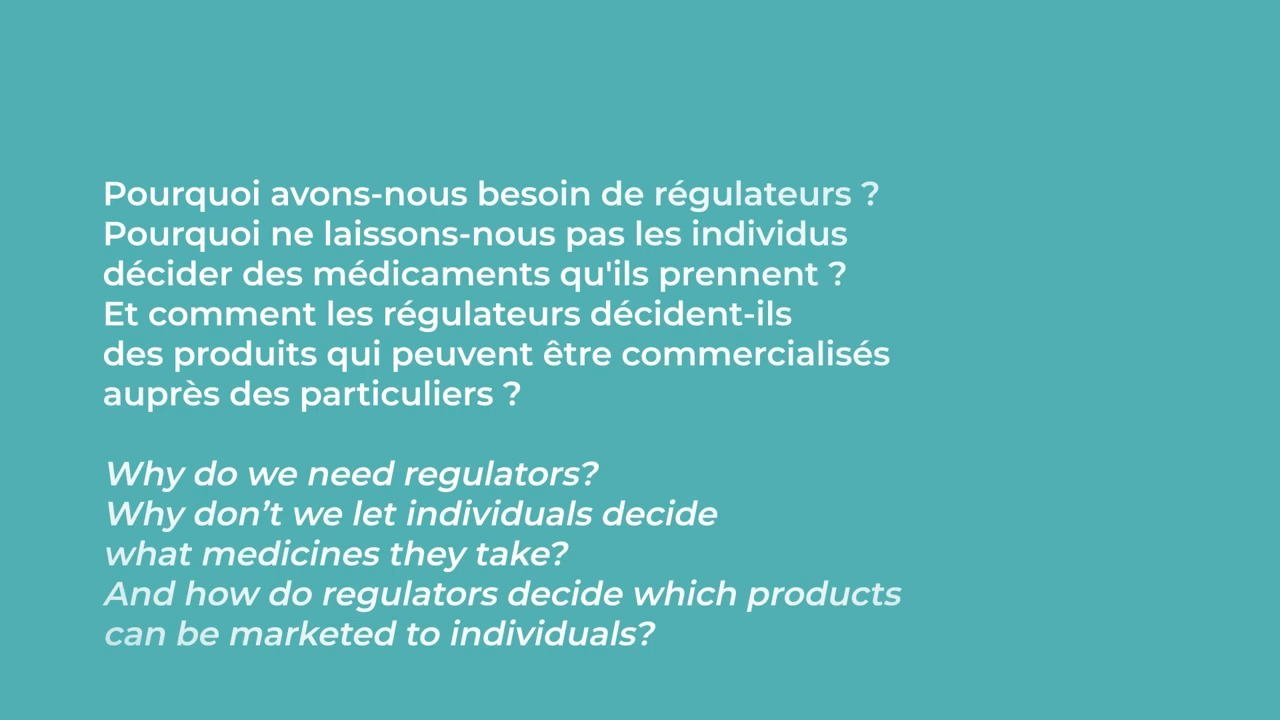 Pourquoi avons-nous besoin de régulateurs ?
Pourquoi ne laissons-nous pas les individus
décider des médicaments qu'ils prennent ?
Et comment les régulateurs décident-ils
des produits qui peuvent être commercialisés
auprès des particuliers ?
Why do we need regulators?
Why don’t we let individuals decide
what medicines they take?
And how do regulators decide which products
can be marketed to individuals?